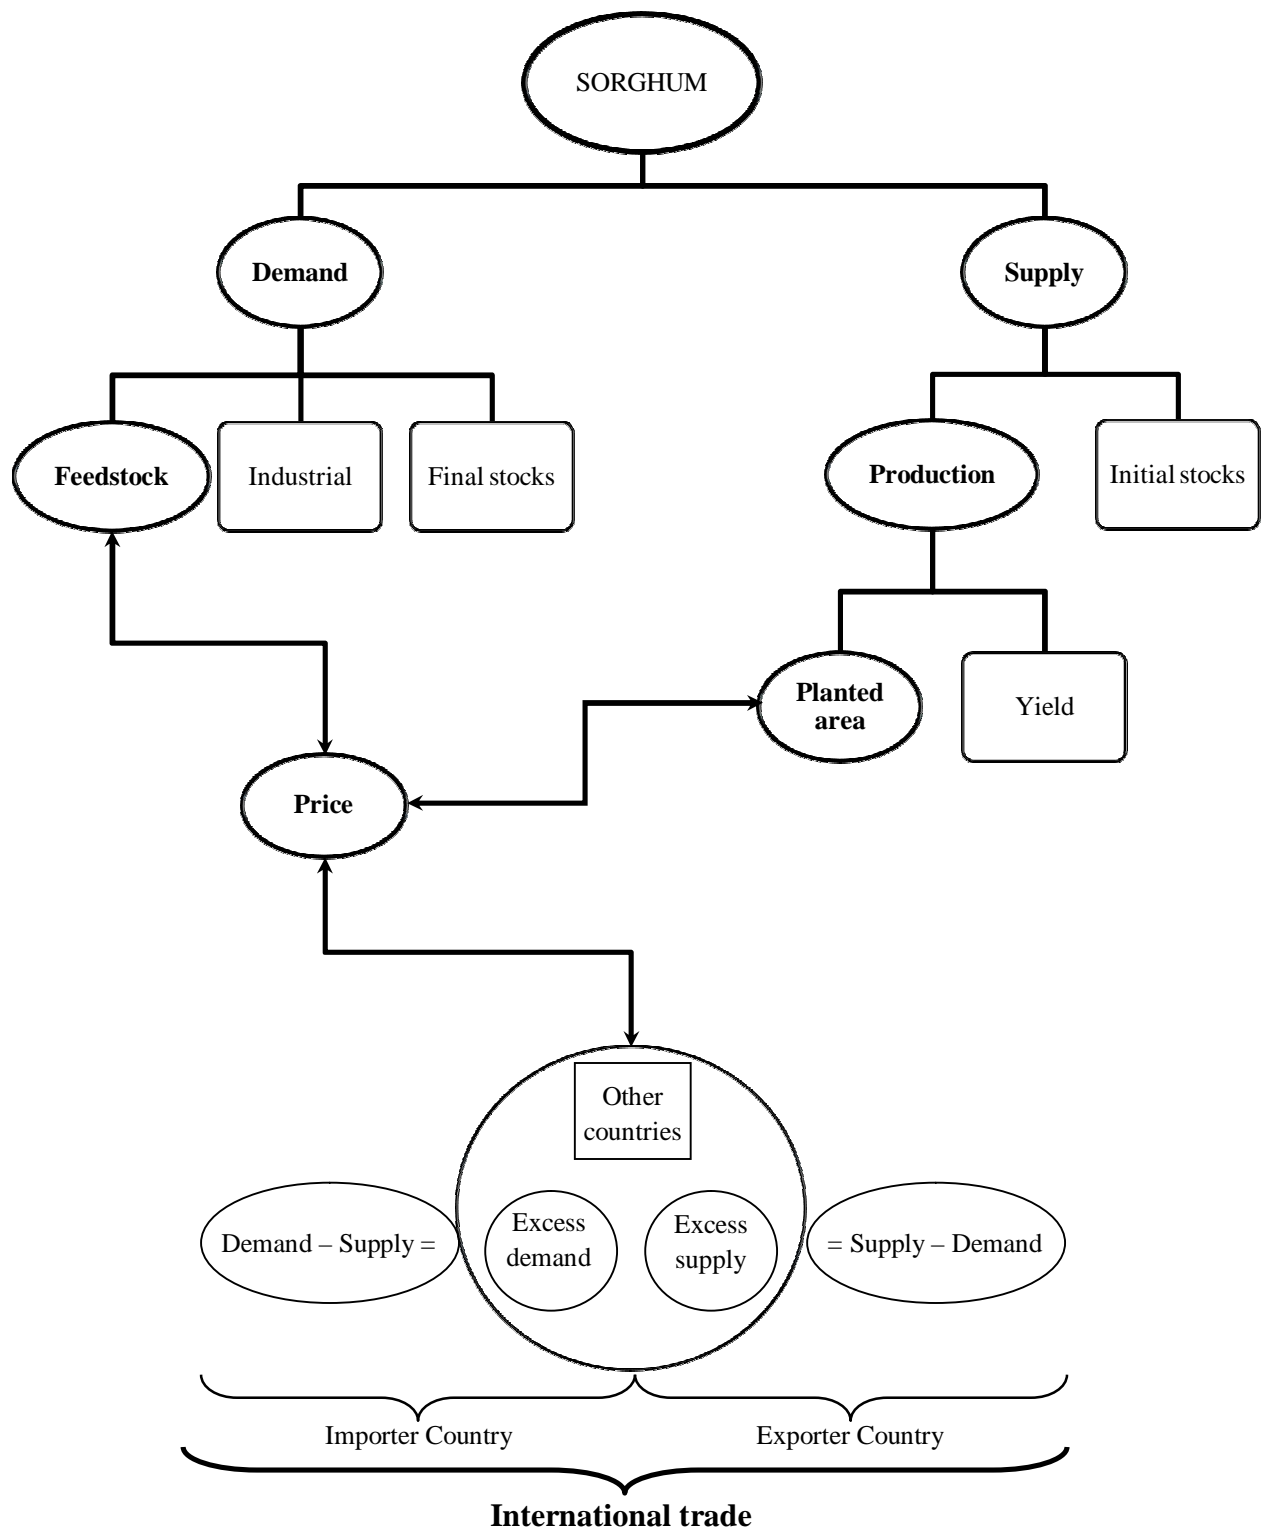 SORGHUM
Demand
Supply
Feedstock
Industrial
Final stocks
Production
Initial stocks
Planted
area
Yield
Price
Other
countries
Demand – Supply =
Excess
demand
Excess
supply
= Supply – Demand
Importer Country
Exporter Country
International trade